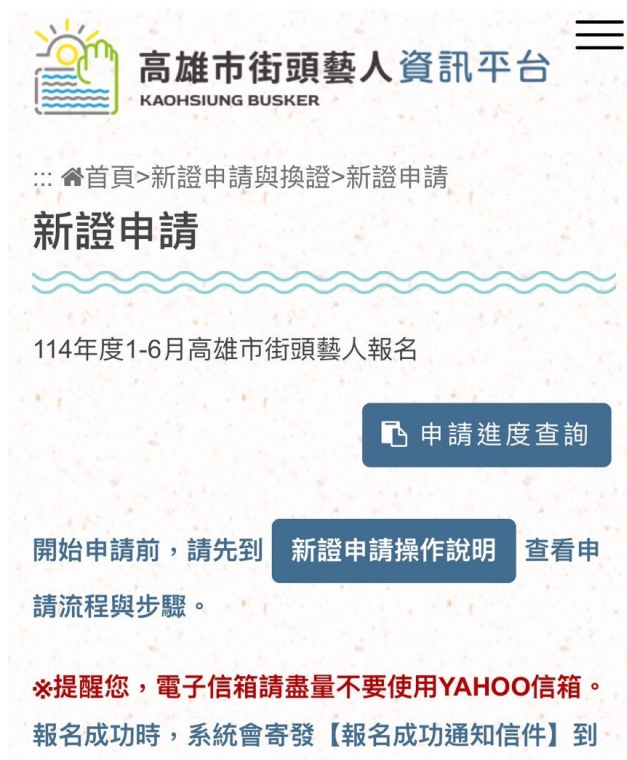 高雄市街頭藝人資訊平台
KAOHSIUNG BUSKER
::: 首頁>新證申請與換證>新證申請
新證申請
114年度1-6月高雄市街頭藝人報名
申請進度查詢
開始申請前，請先到 新證申請操作說明 查看申
請流程與步驟。
※提醒您，電子信箱請盡量不要使用YAHOO信箱。
報名成功時，系統會寄發【報名成功通知信件】到